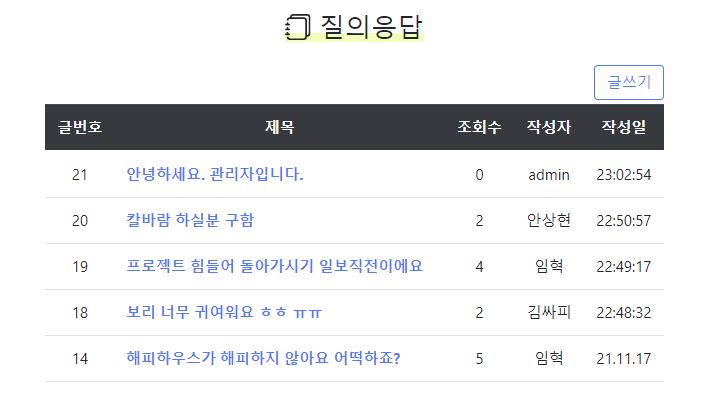 질의응답
글쓰기
글번호 제목 조회수 작성자 작성일
21 안녕하세요. 관리자입니다. 0 admin 23:02:54
20 칼바람 하실분 구함 2 안상현 22:50:57
19 프로젝트 힘들어 돌아가시기 일보직전이에요 4 임혁 22:49:17
18 보리 너무 귀여워요 ㅎㅎ ㅠㅠ 2 김싸피 22:48:32
14 해피하우스가 해피하지 않아요 어떡하죠? 5 임혁 21.11.17